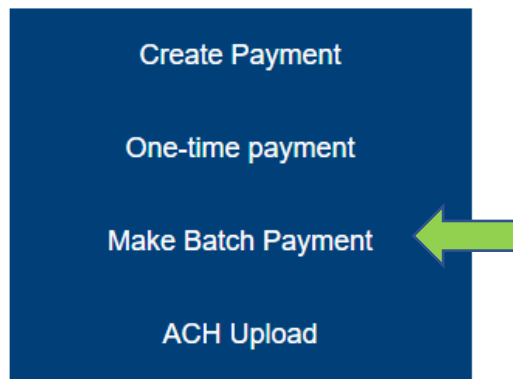 Create Payment
One-time payment
Make Batch Payment
ACH Upload